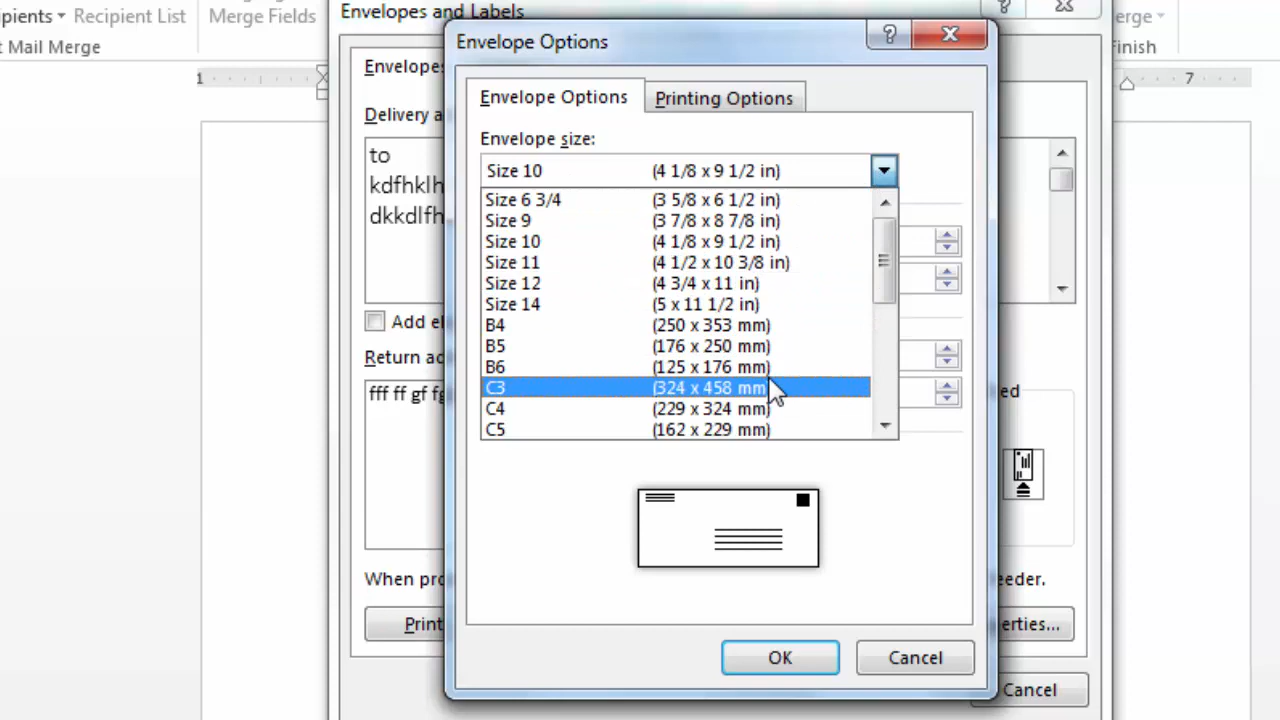 ipients Recipient List
Merge Fields
t Mail Merge
erge
Finish
Envelopes and Labels
?
1
7
Envelopes
Delivery a
to
kdfhklh
dkkdlfh
Add el
Return ad
fff ff gf fg
When pro
Print
eeder.
erties...
Cancel
ed
Envelope Options
?
Envelope Options
Printing Options
Envelope size:
Size 10 (4 1/8 x 9 1/2 in)
Size 6 3/4 (3 5/8 x 6 1/2 in)
Size 9 (3 7/8 x 8 7/8 in)
Size 10 (4 1/8 x 9 1/2 in)
Size 11 (4 1/2 x 10 3/8 in)
Size 12 (4 3/4 x 11 in)
Size 14 (5 x 11 1/2 in)
B4 (250 x 353 mm)
B5 (176 x 250 mm)
B6 (125 x 176 mm)
C3 (324 x 458 mm
C4 (229 x 324 mm)
C5 (162 x 229 mm)
OK
Cancel